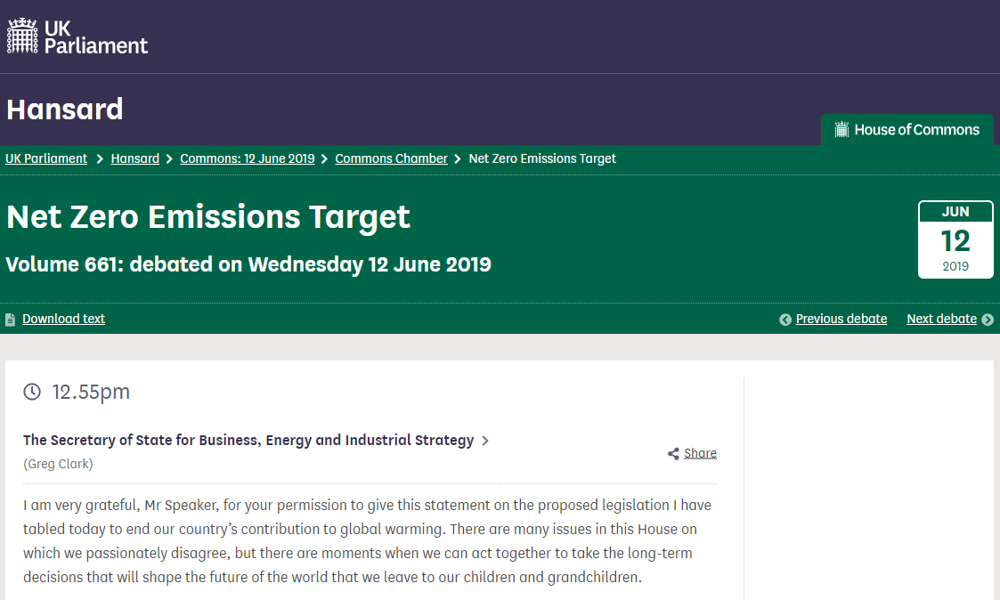 UK
Parliament
Hansard
House of Commons
UK Parliament > Hansard > Commons: 12 June 2019 > Commons Chamber > Net Zero Emissions Target
Net Zero Emissions Target
Volume 661: debated on Wednesday 12 June 2019
JUN
12
2019
Download text
Previous debate Next debate
12.55pm
The Secretary of State for Business, Energy and Industrial Strategy >
(Greg Clark)
Share
I am very grateful, Mr Speaker, for your permission to give this statement on the proposed legislation I have
tabled today to end our country’s contribution to global warming. There are many issues in this House on
which we passionately disagree, but there are moments when we can act together to take the long-term
decisions that will shape the future of the world that we leave to our children and grandchildren.